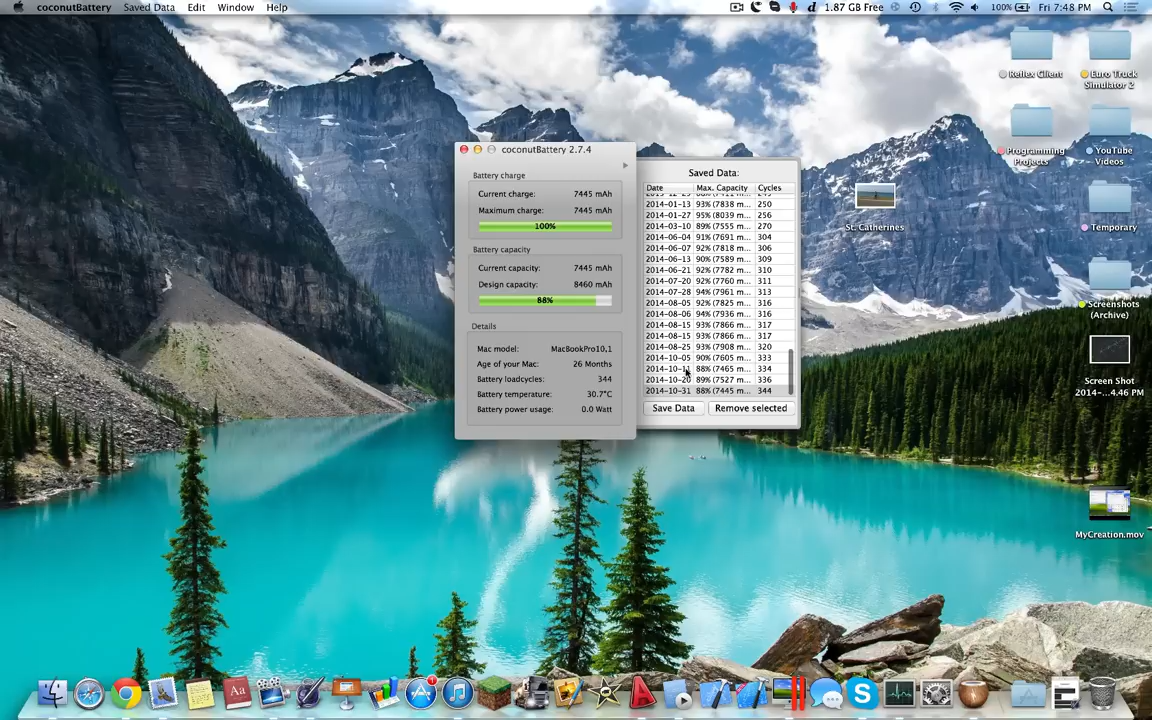 coconutBattery Saved Data Edit Window Help
1.87 GB Free 100% Fri 7:48 PM
Reflex Client
Euro Truck
Simulator 2
Programming
Projects
YouTube
Videos
St. Catherines
Temporary
Screenshots
(Archive)
Screen Shot
2014-...4.46 PM
MyCreation.mov
coconutBattery 2.7.4
Battery charge
Current charge: 7445 mAh
Maximum charge: 7445 mAh
100%
Battery capacity
Current capacity: 7445 mAh
Design capacity: 8460 mAh
88%
Details
Mac model: MacBookPro10,1
Age of your Mac: 26 Months
Battery loadcycles: 344
Battery temperature: 30.7°C
Battery power usage: 0.0 Watt
Saved Data:
Date Max. Capacity Cycles
2014-01-13 93% (7838 m... 250
2014-01-27 95% (8039 m... 256
2014-03-10 89% (7555 m... 270
2014-06-04 91% (7691 m... 304
2014-06-07 92% (7818 m... 306
2014-06-13 90% (7589 m... 309
2014-06-21 92% (7782 m... 310
2014-07-20 92% (7760 m... 311
2014-07-28 94% (7961 m... 313
2014-08-05 92% (7825 m... 316
2014-08-06 94% (7936 m... 316
2014-08-15 93% (7866 m... 317
2014-08-15 93% (7866 m... 317
2014-08-25 93% (7908 m... 320
2014-10-05 90% (7605 m... 333
2014-10-11 88% (7465 m... 334
2014-10-20 89% (7527 m... 336
2014-10-31 88% (7445 m... 344
Save Data Remove selected
Aa